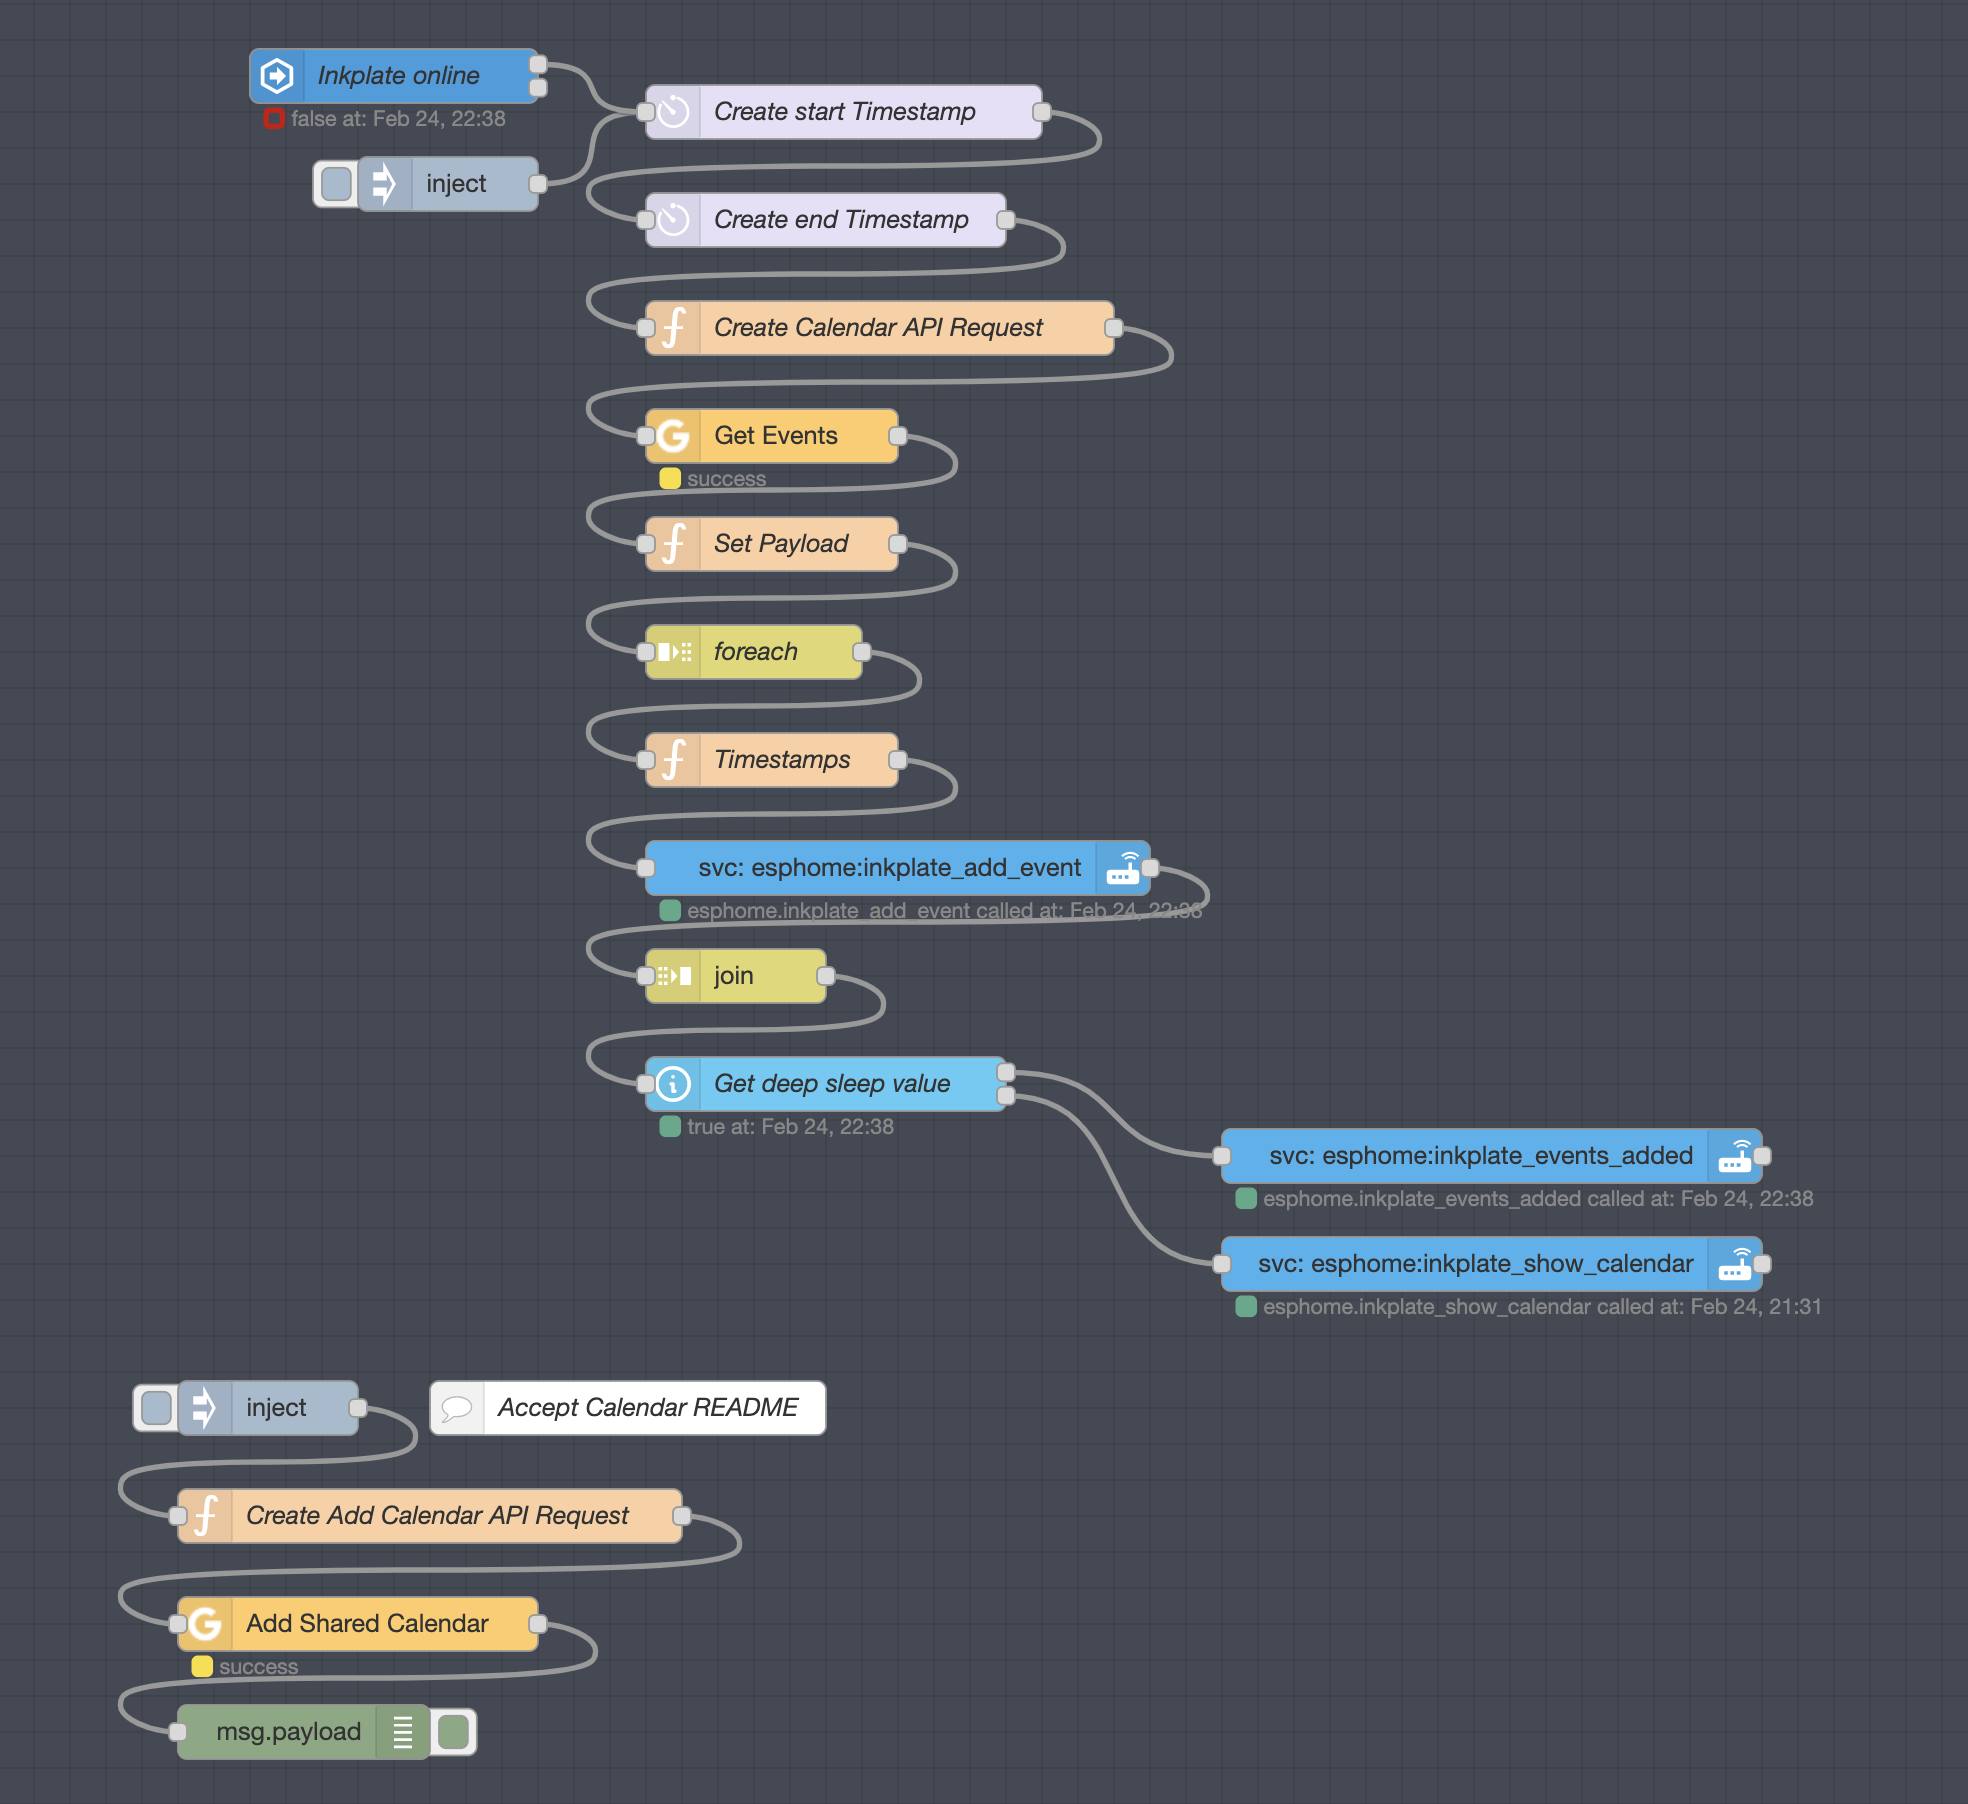 Inkplate online
false at: Feb 24, 22:38
Create start Timestamp
inject
Create end Timestamp
Create Calendar API Request
Get Events
success
Set Payload
foreach
Timestamps
svc: esphome:inkplate_add_event
esphome.inkplate_add_event called at: Feb 24, 22:38
join
Get deep sleep value
true at: Feb 24, 22:38
svc: esphome:inkplate_events_added
esphome.inkplate_events_added called at: Feb 24, 22:38
svc: esphome:inkplate_show_calendar
esphome.inkplate_show_calendar called at: Feb 24, 21:31
inject
Accept Calendar README
Create Add Calendar API Request
Add Shared Calendar
success
msg.payload